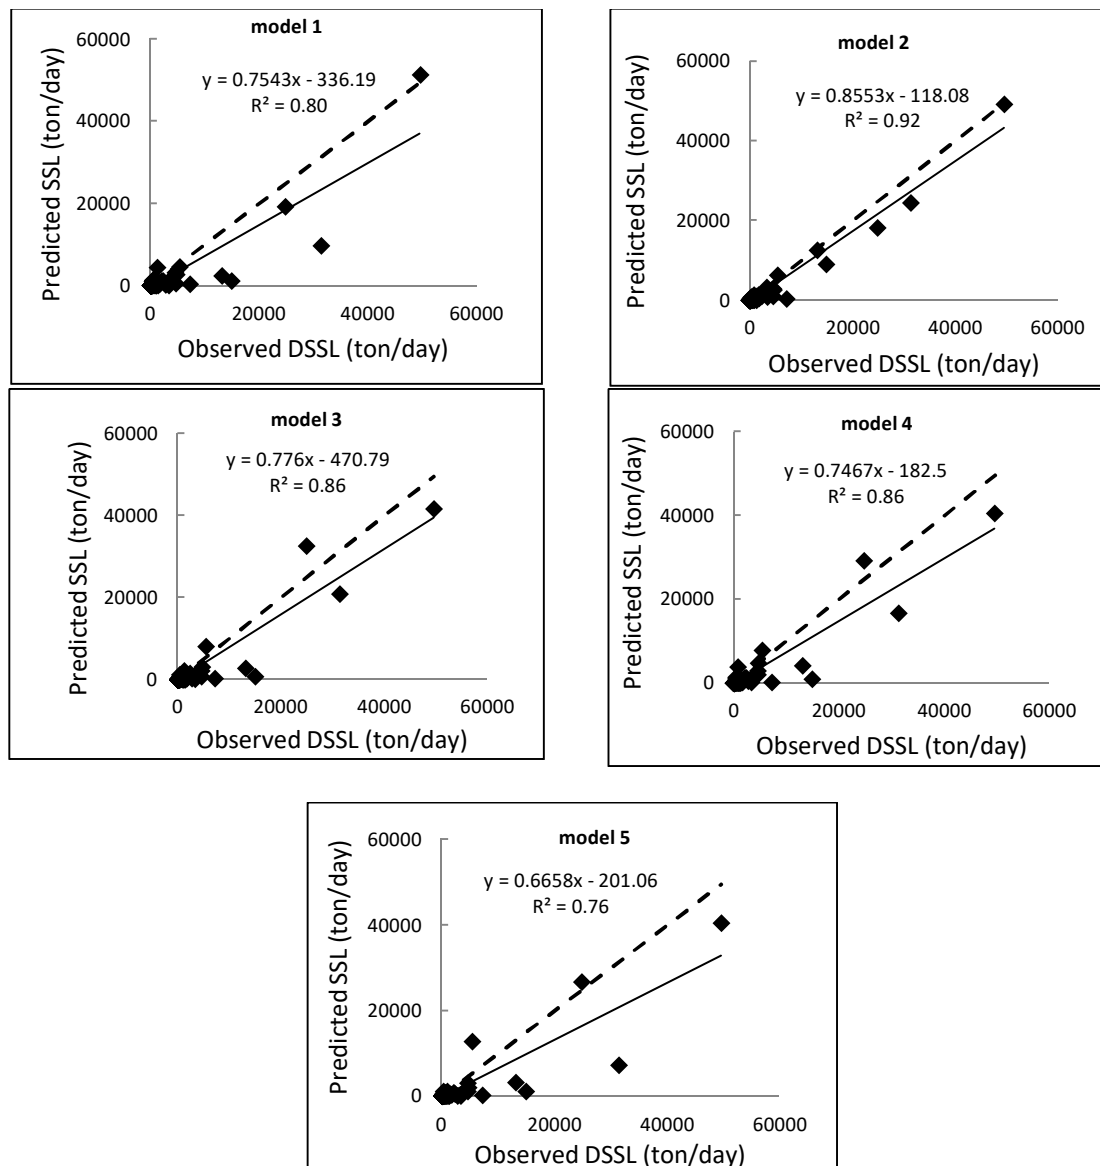 model 1
y = 0.7543x - 336.19
R² = 0.80
60000
40000
20000
0
0 20000 40000 60000
Predicted SSL (ton/day)
Observed DSSL (ton/day)
model 2
y = 0.8553x - 118.08
R² = 0.92
60000
40000
20000
0
0 20000 40000 60000
Predicted SSL (ton/day)
Observed DSSL (ton/day)
model 3
y = 0.776x - 470.79
R² = 0.86
60000
40000
20000
0
0 20000 40000 60000
Predicted SSL (ton/day)
Observed DSSL (ton/day)
model 4
y = 0.7467x - 182.5
R² = 0.86
60000
40000
20000
0
0 20000 40000 60000
Predicted SSL (ton/day)
Observed DSSL (ton/day)
model 5
y = 0.6658x - 201.06
R² = 0.76
60000
40000
20000
0
0 20000 40000 60000
Predicted SSL (ton/day)
Observed DSSL (ton/day)